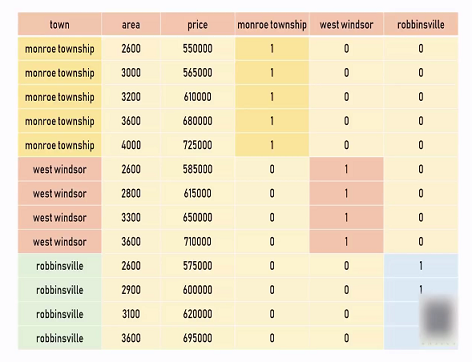 town area price monroe township west windsor robbinsville
monroe township 2600 550000 1 0 0
monroe township 3000 565000 1 0 0
monroe township 3200 610000 1 0 0
monroe township 3600 680000 1 0 0
monroe township 4000 725000 1 0 0
west windsor 2600 585000 0 1 0
west windsor 2800 615000 0 1 0
west windsor 3300 650000 0 1 0
west windsor 3600 710000 0 1 0
robbinsville 2600 575000 0 0 1
robbinsville 2900 600000 0 0 1
robbinsville 3100 620000 0 0
robbinsville 3600 695000 0 0